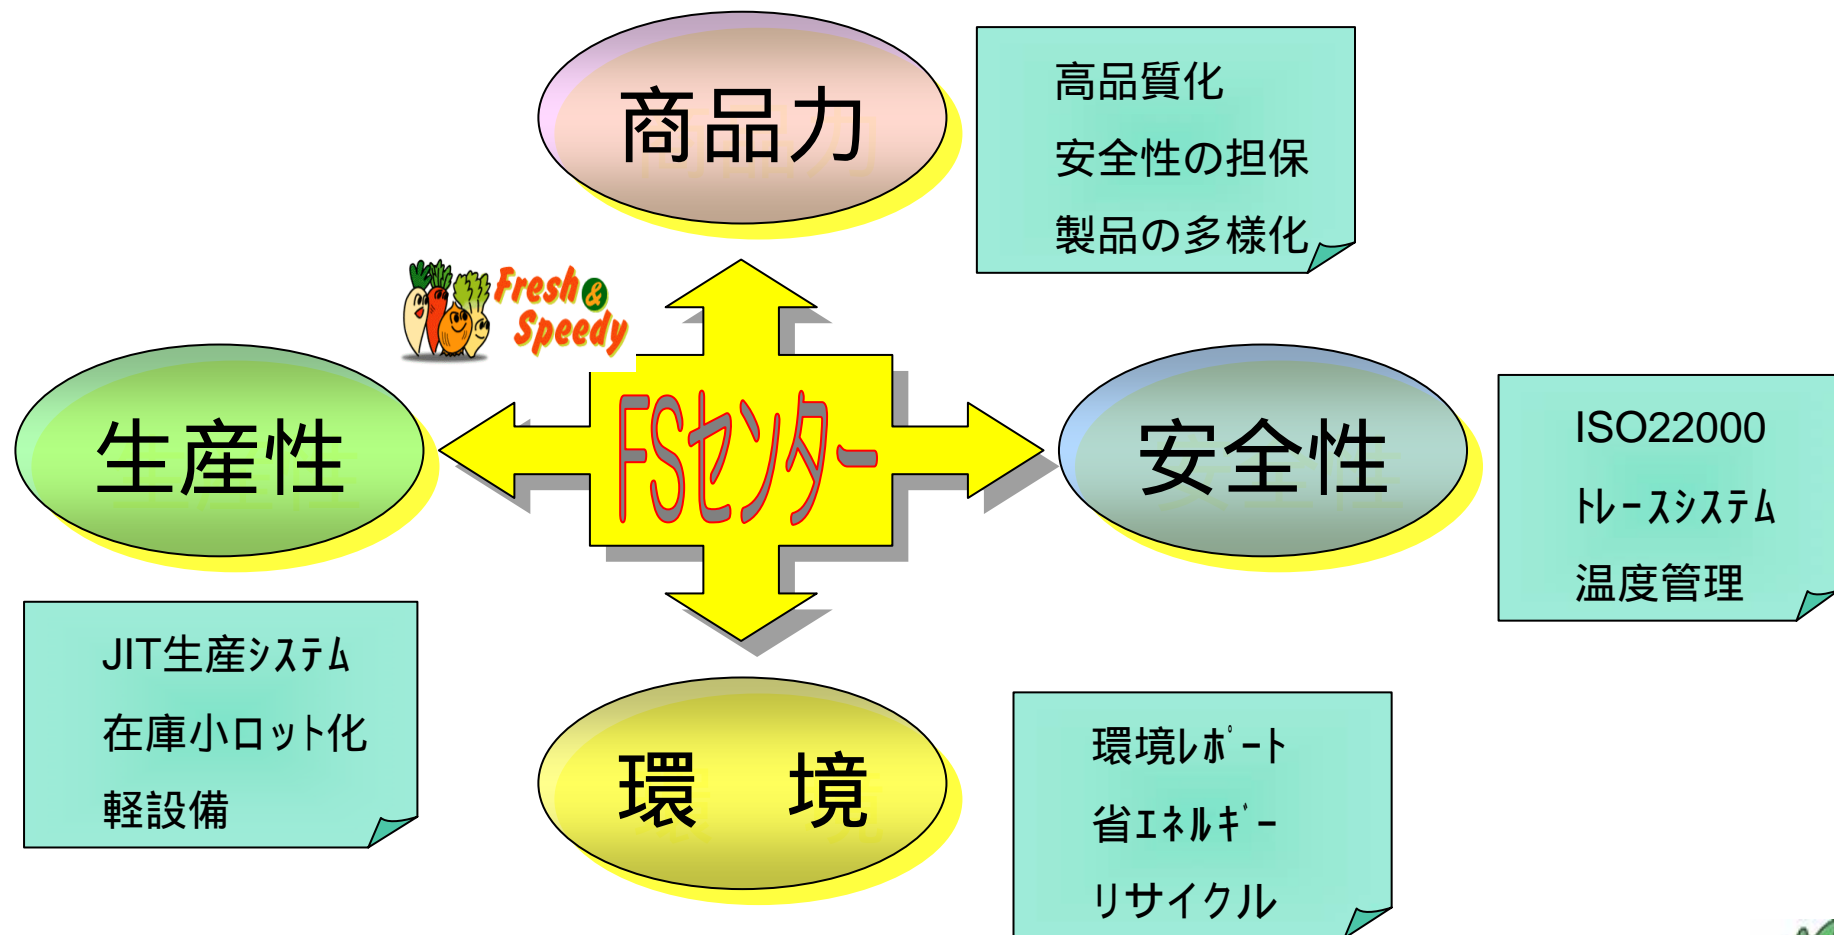 商品力
高品質化
安全性の担保
製品の多様化
Fresh&
Speedy
FSセンター
生産性
JIT生産ｼｽﾃﾑ
在庫小ロット化
軽設備
安全性
ISO22000
ﾄﾚｰｽｼｽﾃﾑ
温度管理
環　境
環境ﾚﾎﾟｰﾄ
省ｴﾈﾙｷﾞｰ
リサイクル